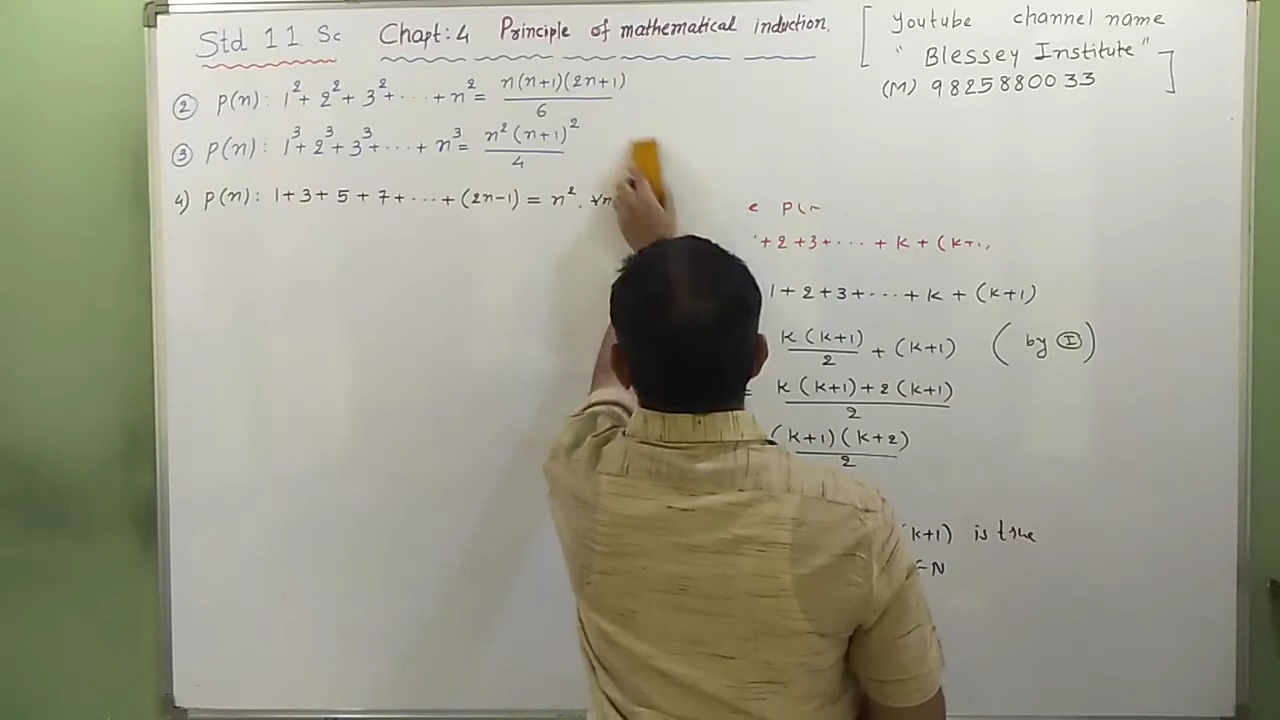 Std 11 Sc Chapt: 4 Principle of mathematical induction.
[ Youtube channel name
"Blessey Institute" ]
(M) 9825880033
② P(n): 1² + 2² + 3² + ... + n² = n(n+1)(2n+1)/6
③ P(n): 1³ + 2³ + 3³ + ... + n³ = n²(n+1)²/4
4) P(n): 1 + 3 + 5 + 7 + ... + (2n-1) = n². ∀n
+ 2 + 3 + ... + k + (k+1
1 + 2 + 3 + ... + k + (k+1)
k(k+1)/2 + (k+1) (by Ⓘ)
= k(k+1) + 2(k+1)/2
(k+1)(k+2)/2
(k+1) is true
∈ N